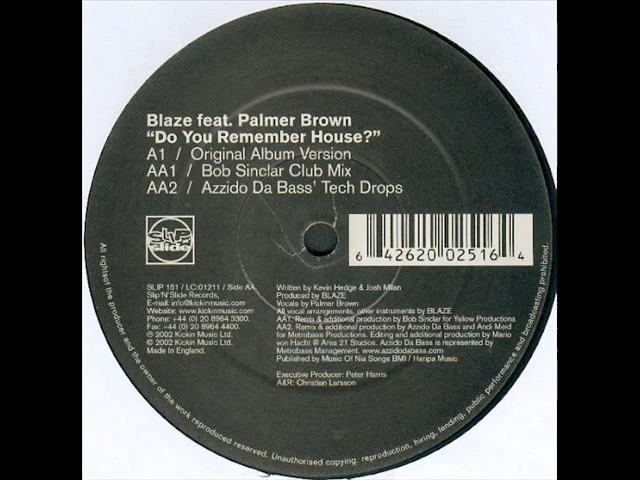 Blaze feat. Palmer Brown
“Do You Remember House?”
A1 / Original Album Version
AA1 / Bob Sinclar Club Mix
AA2 / Azzido Da Bass' Tech Drops
SLIP 'N' slide
6 42620 02516 4
SLIP 151 / LC:01211 / Side AA
Slip'N'Slide Records,
E-mail: info@kickinmusic.com
Website: www.kickinmusic.com
Phone: +44 (0) 20 8964 3300.
Fax: +44 (0) 20 8964 4400.
℗ 2002 Kickin Music Ltd.
© 2002 Kickin Music Ltd.
Made in England.
Written by Kevin Hedge & Josh Milan
Produced by BLAZE
Vocals by Palmer Brown
All vocal arrangements, other instruments by BLAZE
AA1. Remix & additional production by Bob Sinclar for Yellow Productions
AA2. Remix & additional production by Azzido Da Bass and Andi Meid
for Metrobass Productions. Editing and additional production by Mario
von Hacht @ Area 21 Studios. Azzido Da Bass is represented by
Metrobass Management. www.azzidodabass.com
Published by Music Of Nia Songs BMI / Haripa Music
Executive Producer: Peter Harris
A&R: Christian Larsson
All rights of the producer and the owner of the work reproduced reserved. Unauthorised copying, reproduction, hiring, lending, public performance and broadcasting prohibited.